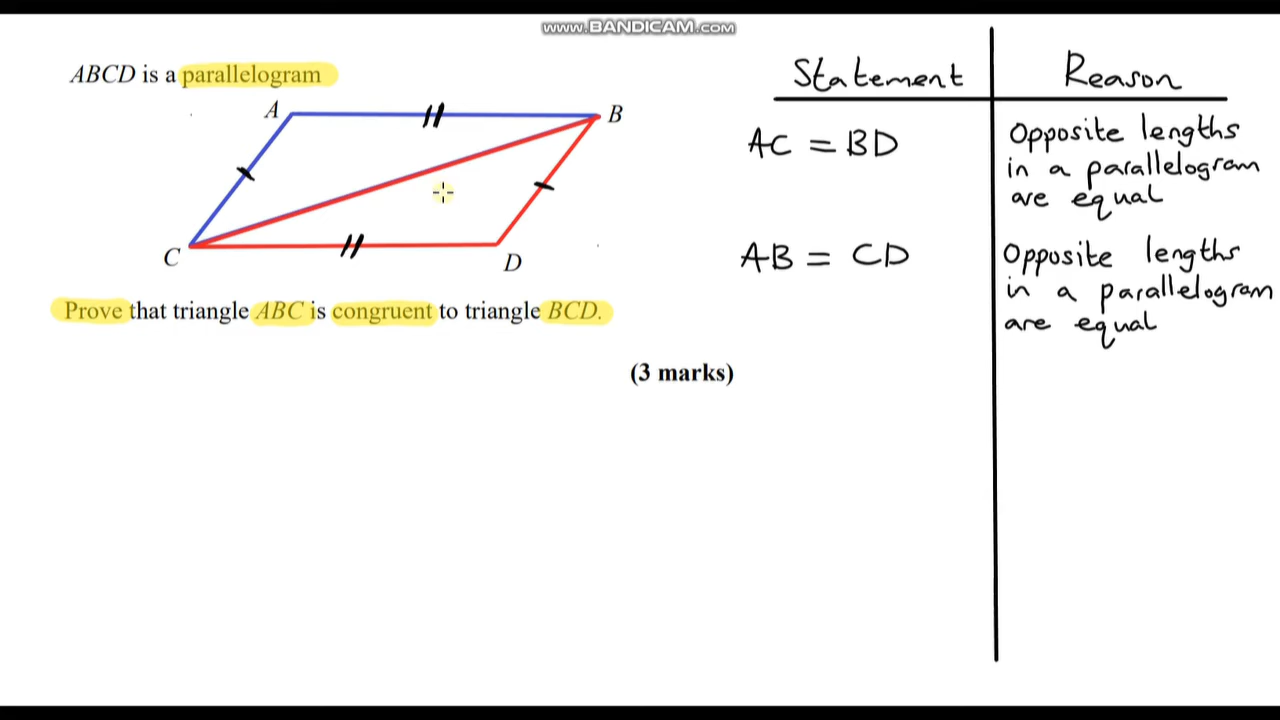 www.BANDICAM.com
ABCD is a parallelogram
A
B
C
D
Prove that triangle ABC is congruent to triangle BCD.
(3 marks)
Statement
Reason
AC = BD
Opposite lengths
in a parallelogram
are equal
AB = CD
Opposite lengths
in a parallelogram
are equal